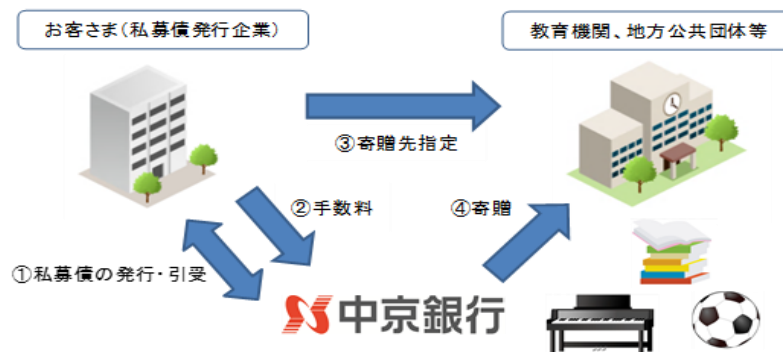 お客さま(私募債発行企業)
教育機関、地方公共団体等
③寄贈先指定
②手数料
④寄贈
①私募債の発行・引受
中京銀行